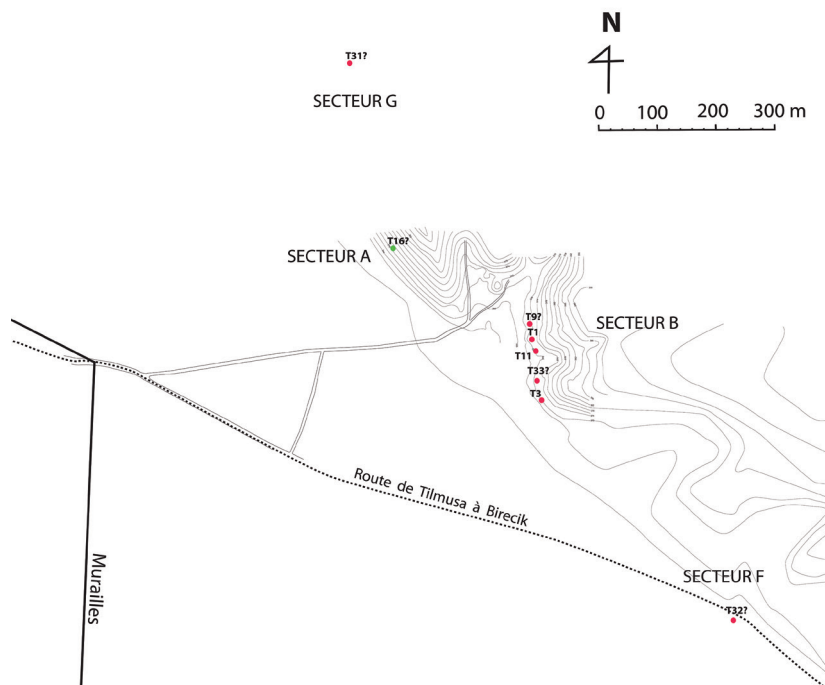 N
T31?
SECTEUR G
0 100 200 300 m
T16?
SECTEUR A
T9?
SECTEUR B
T1
T11
T33?
T3
Route de Tilmusa à Birecik
Murailles
SECTEUR F
T32?